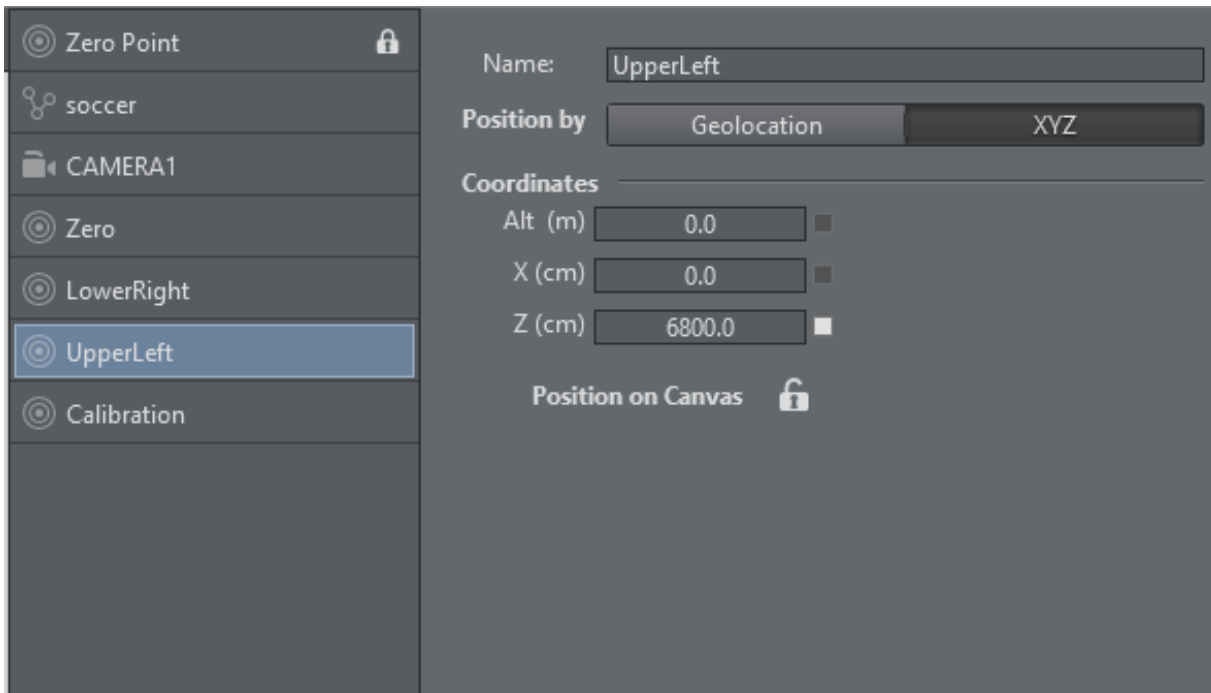 Zero Point
soccer
CAMERA1
Zero
LowerRight
UpperLeft
Calibration
Name: UpperLeft
Position by Geolocation XYZ
Coordinates
Alt (m) 0.0
X (cm) 0.0
Z (cm) 6800.0
Position on Canvas